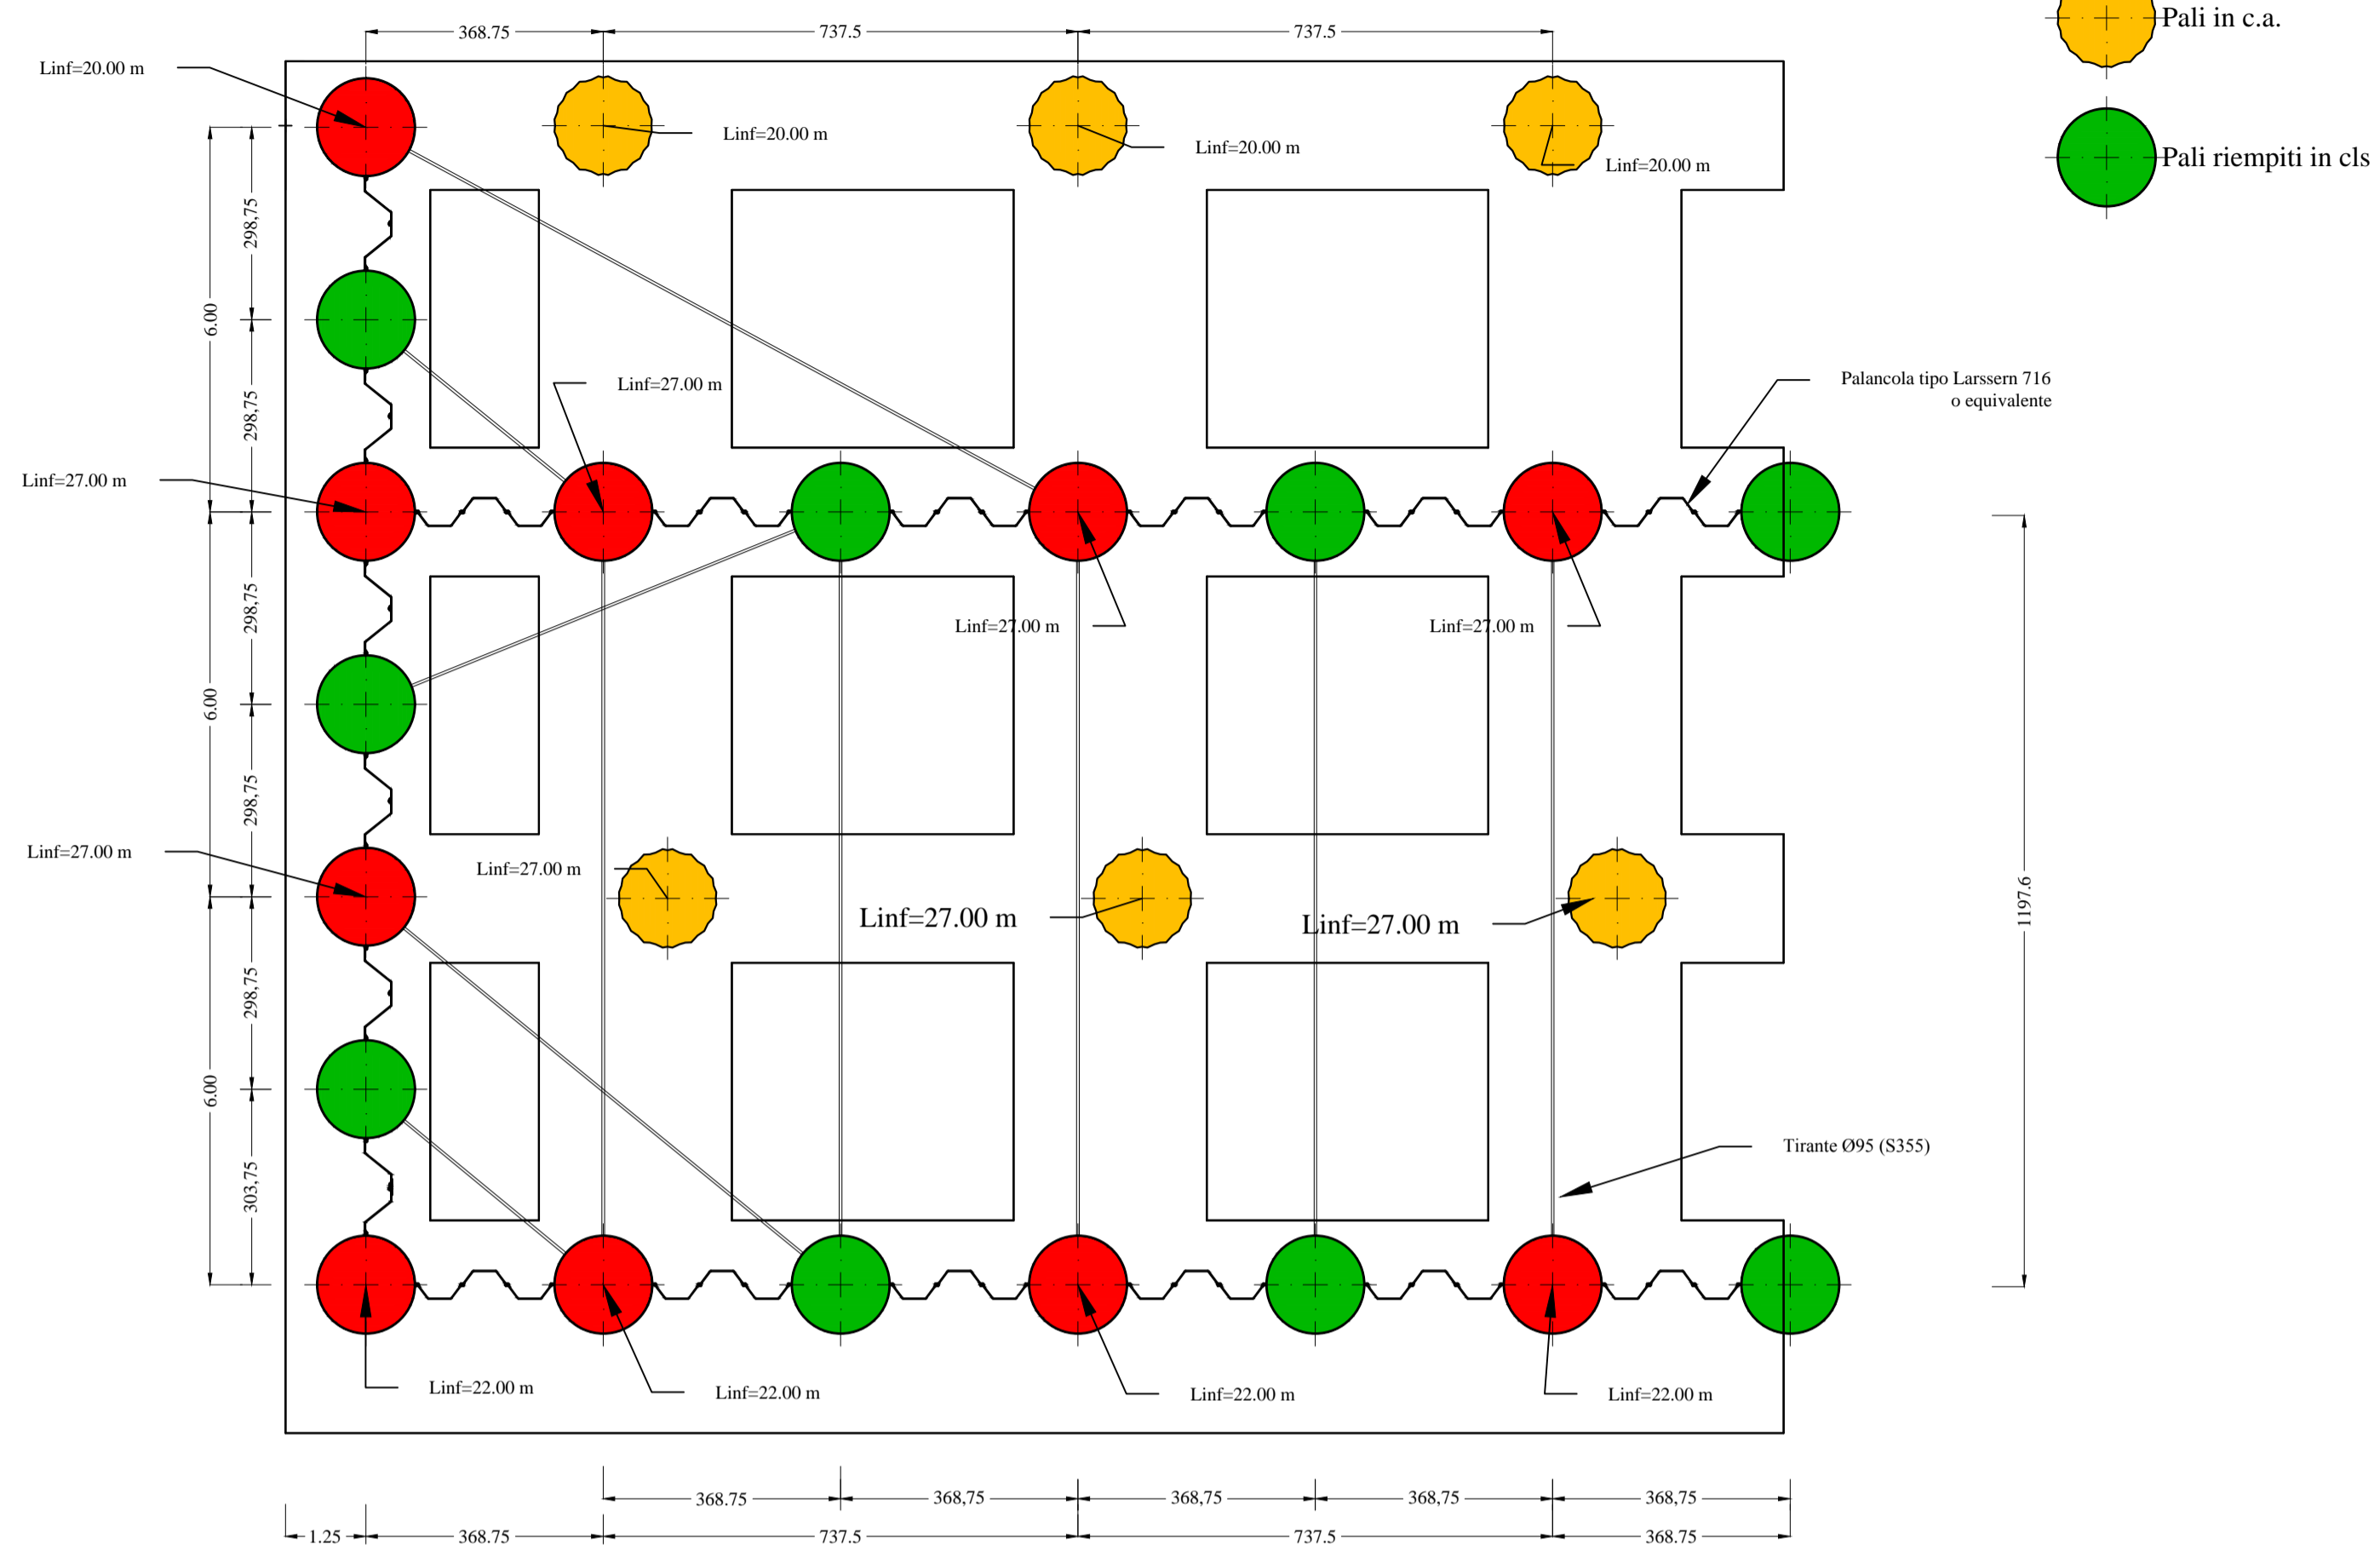 368.75
737.5
737.5
Pali in c.a.
Linf=20.00 m
Linf=20.00 m
Linf=20.00 m
Linf=20.00 m
Pali riempiti in cls
298,75
6.00
298,75
Linf=27.00 m
Palancola tipo Larssern 716
o equivalente
Linf=27.00 m
298,75
6.00
Linf=27.00 m
Linf=27.00 m
298,75
Linf=27.00 m
Linf=27.00 m
Linf=27.00 m
Linf=27.00 m
1197.6
298,75
6.00
303,75
Tirante Ø95 (S355)
Linf=22.00 m
Linf=22.00 m
Linf=22.00 m
Linf=22.00 m
368.75
368,75
368,75
368,75
368,75
1.25
368.75
737.5
737.5
368.75